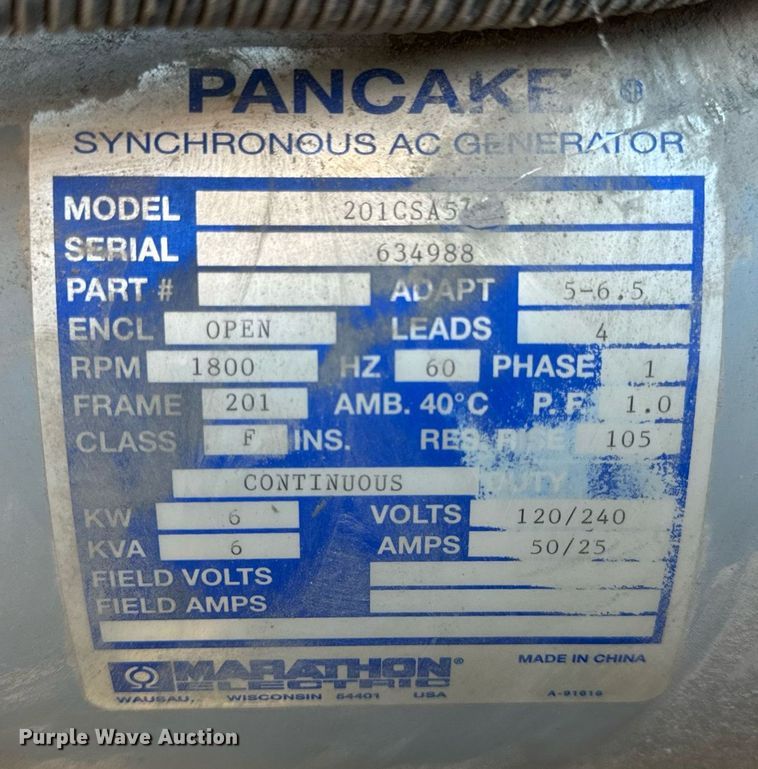 PANCAKE
SYNCHRONOUS AC GENERATOR
MODEL
SERIAL 634988
PART # ADAPT 5-6.5
ENCL OPEN LEADS 4
RPM 1800 HZ 60 PHASE 1
FRAME 201 AMB. 40°C P.F. 1.0
CLASS F INS. RES. RISE 105
CONTINUOUS DUTY
KW 6 VOLTS 120/240
KVA 6 AMPS 50/25
FIELD VOLTS
FIELD AMPS
MARATHON® ELECTRIC MADE IN CHINA
WAUSAU, WISCONSIN 54401 USA
Purple Wave Auction